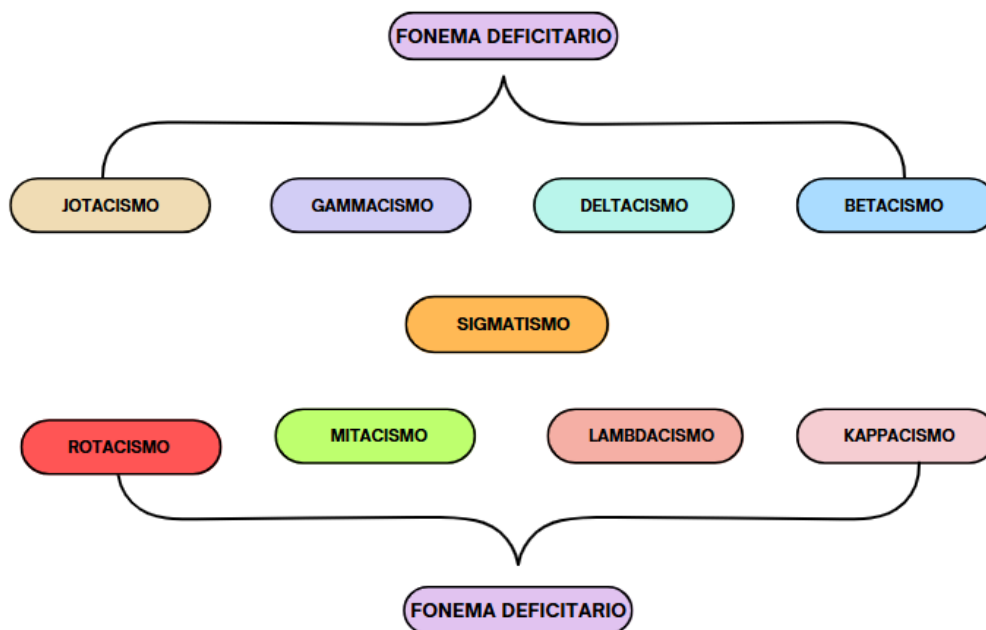 FONEMA DEFICITARIO
JOTACISMO
GAMMACISMO
DELTACISMO
BETACISMO
SIGMATISMO
ROTACISMO
MITACISMO
LAMBDACISMO
KAPPACISMO
FONEMA DEFICITARIO